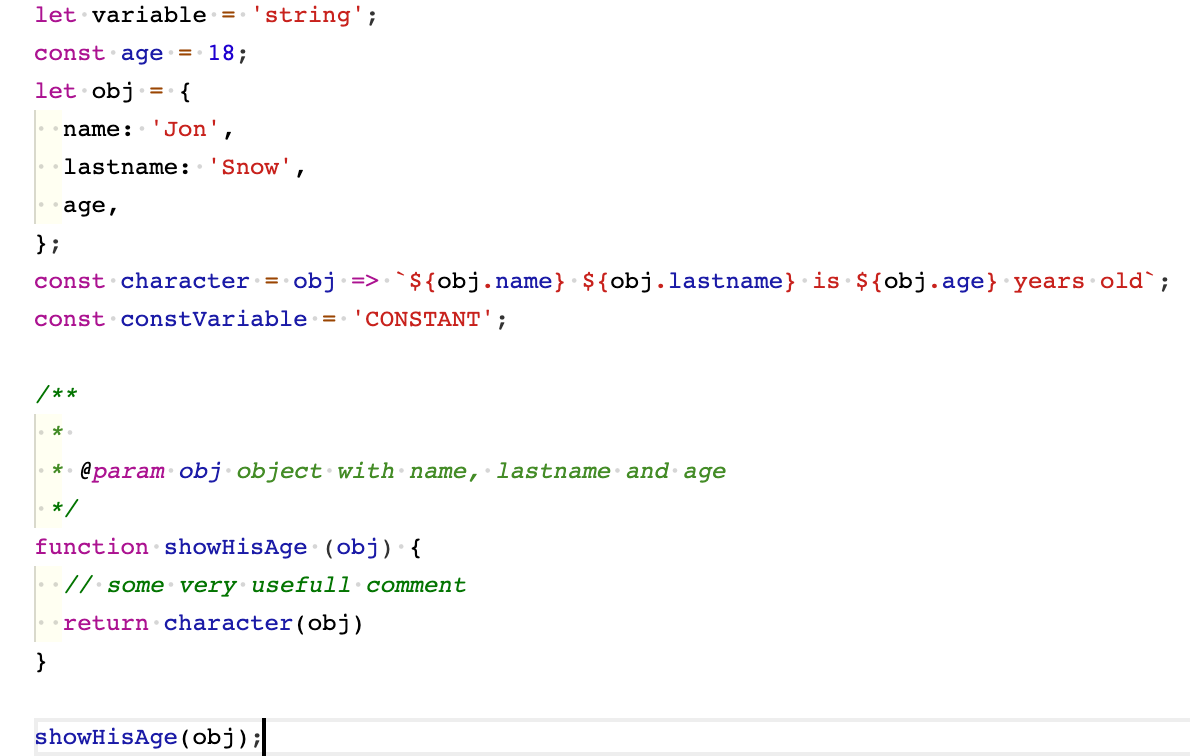 let variable = 'string';
const age = 18;
let obj = {
  name: 'Jon',
  lastname: 'Snow',
  age,
};
const character = obj => `${obj.name} ${obj.lastname} is ${obj.age} years old`;
const constVariable = 'CONSTANT';

/**
 * 
 * @param obj object with name, lastname and age
 */
function showHisAge (obj) {
  // some very usefull comment
  return character(obj)
}

showHisAge(obj);